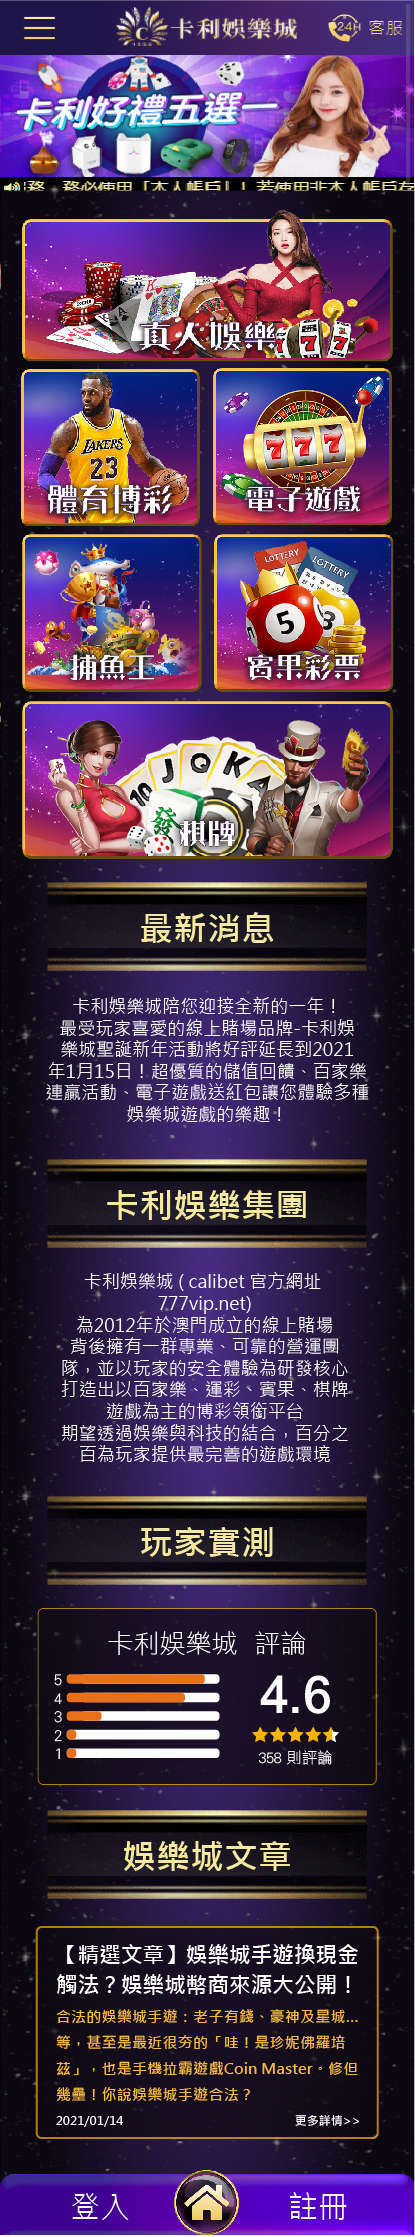 卡利娛樂城
24H 客服
卡利好禮五選一
務必使用「本人帳戶」！若使用非本人帳戶存
真人娛樂
LAKERS
23
體育博彩
777
電子遊戲
捕魚王
LOTTERY
LOTTERY
5
3
賓果彩票
10 J Q K A
發
棋牌
最新消息
卡利娛樂城陪您迎接全新的一年！
最受玩家喜愛的線上賭場品牌-卡利娛
樂城聖誕新年活動將好評延長到2021
年1月15日！超優質的儲值回饋、百家樂
連贏活動、電子遊戲送紅包讓您體驗多種
娛樂城遊戲的樂趣！
卡利娛樂集團
卡利娛樂城 ( calibet 官方網址
777vip.net)
為2012年於澳門成立的線上賭場
背後擁有一群專業、可靠的營運團
隊，並以玩家的安全體驗為研發核心
打造出以百家樂、運彩、賓果、棋牌
遊戲為主的博彩領銜平台
期望透過娛樂與科技的結合，百分之
百為玩家提供最完善的遊戲環境
玩家實測
卡利娛樂城 評論
5
4
3
2
1
4.6
358 則評論
娛樂城文章
【精選文章】娛樂城手遊換現金
觸法？娛樂城幣商來源大公開！
合法的娛樂城手遊：老子有錢、豪神及星城...
等，甚至是最近很夯的「哇！是珍妮佛羅培
茲」，也是手機拉霸遊戲Coin Master。修但
幾壘！你說娛樂城手遊合法？
2021/01/14 更多詳情>>
登入 註冊